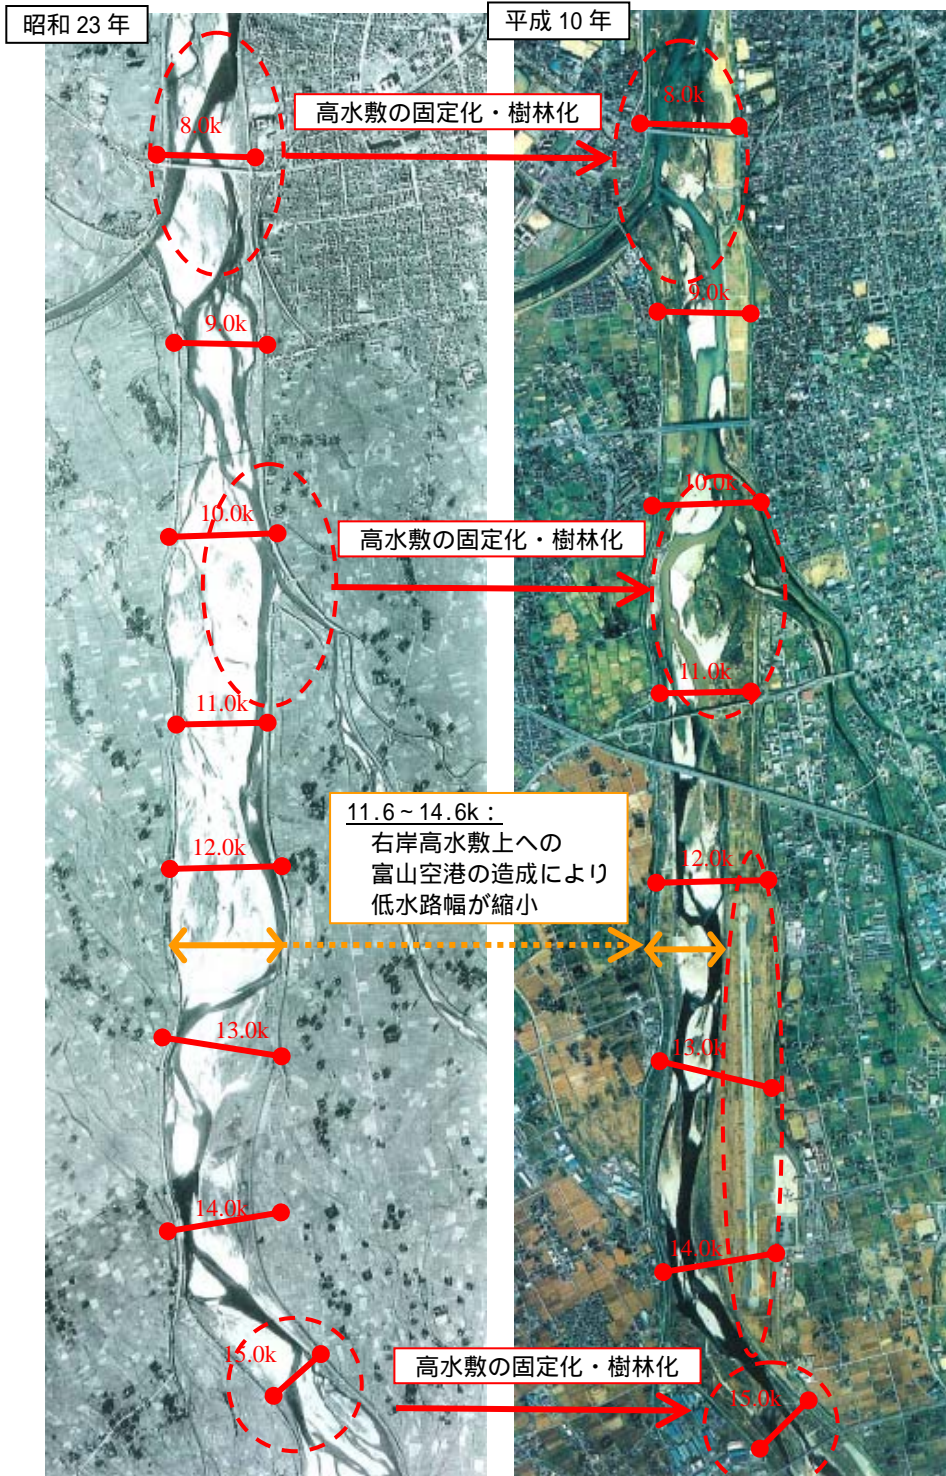 昭和 23 年
平成 10 年
8.0k
高水敷の固定化・樹林化
8.0k
9.0k
9.0k
10.0k
10.0k
高水敷の固定化・樹林化
11.0k
11.0k
11.6～14.6k：
右岸高水敷上への
富山空港の造成により
低水路幅が縮小
12.0k
12.0k
13.0k
13.0k
14.0k
14.0k
15.0k
高水敷の固定化・樹林化
15.0k